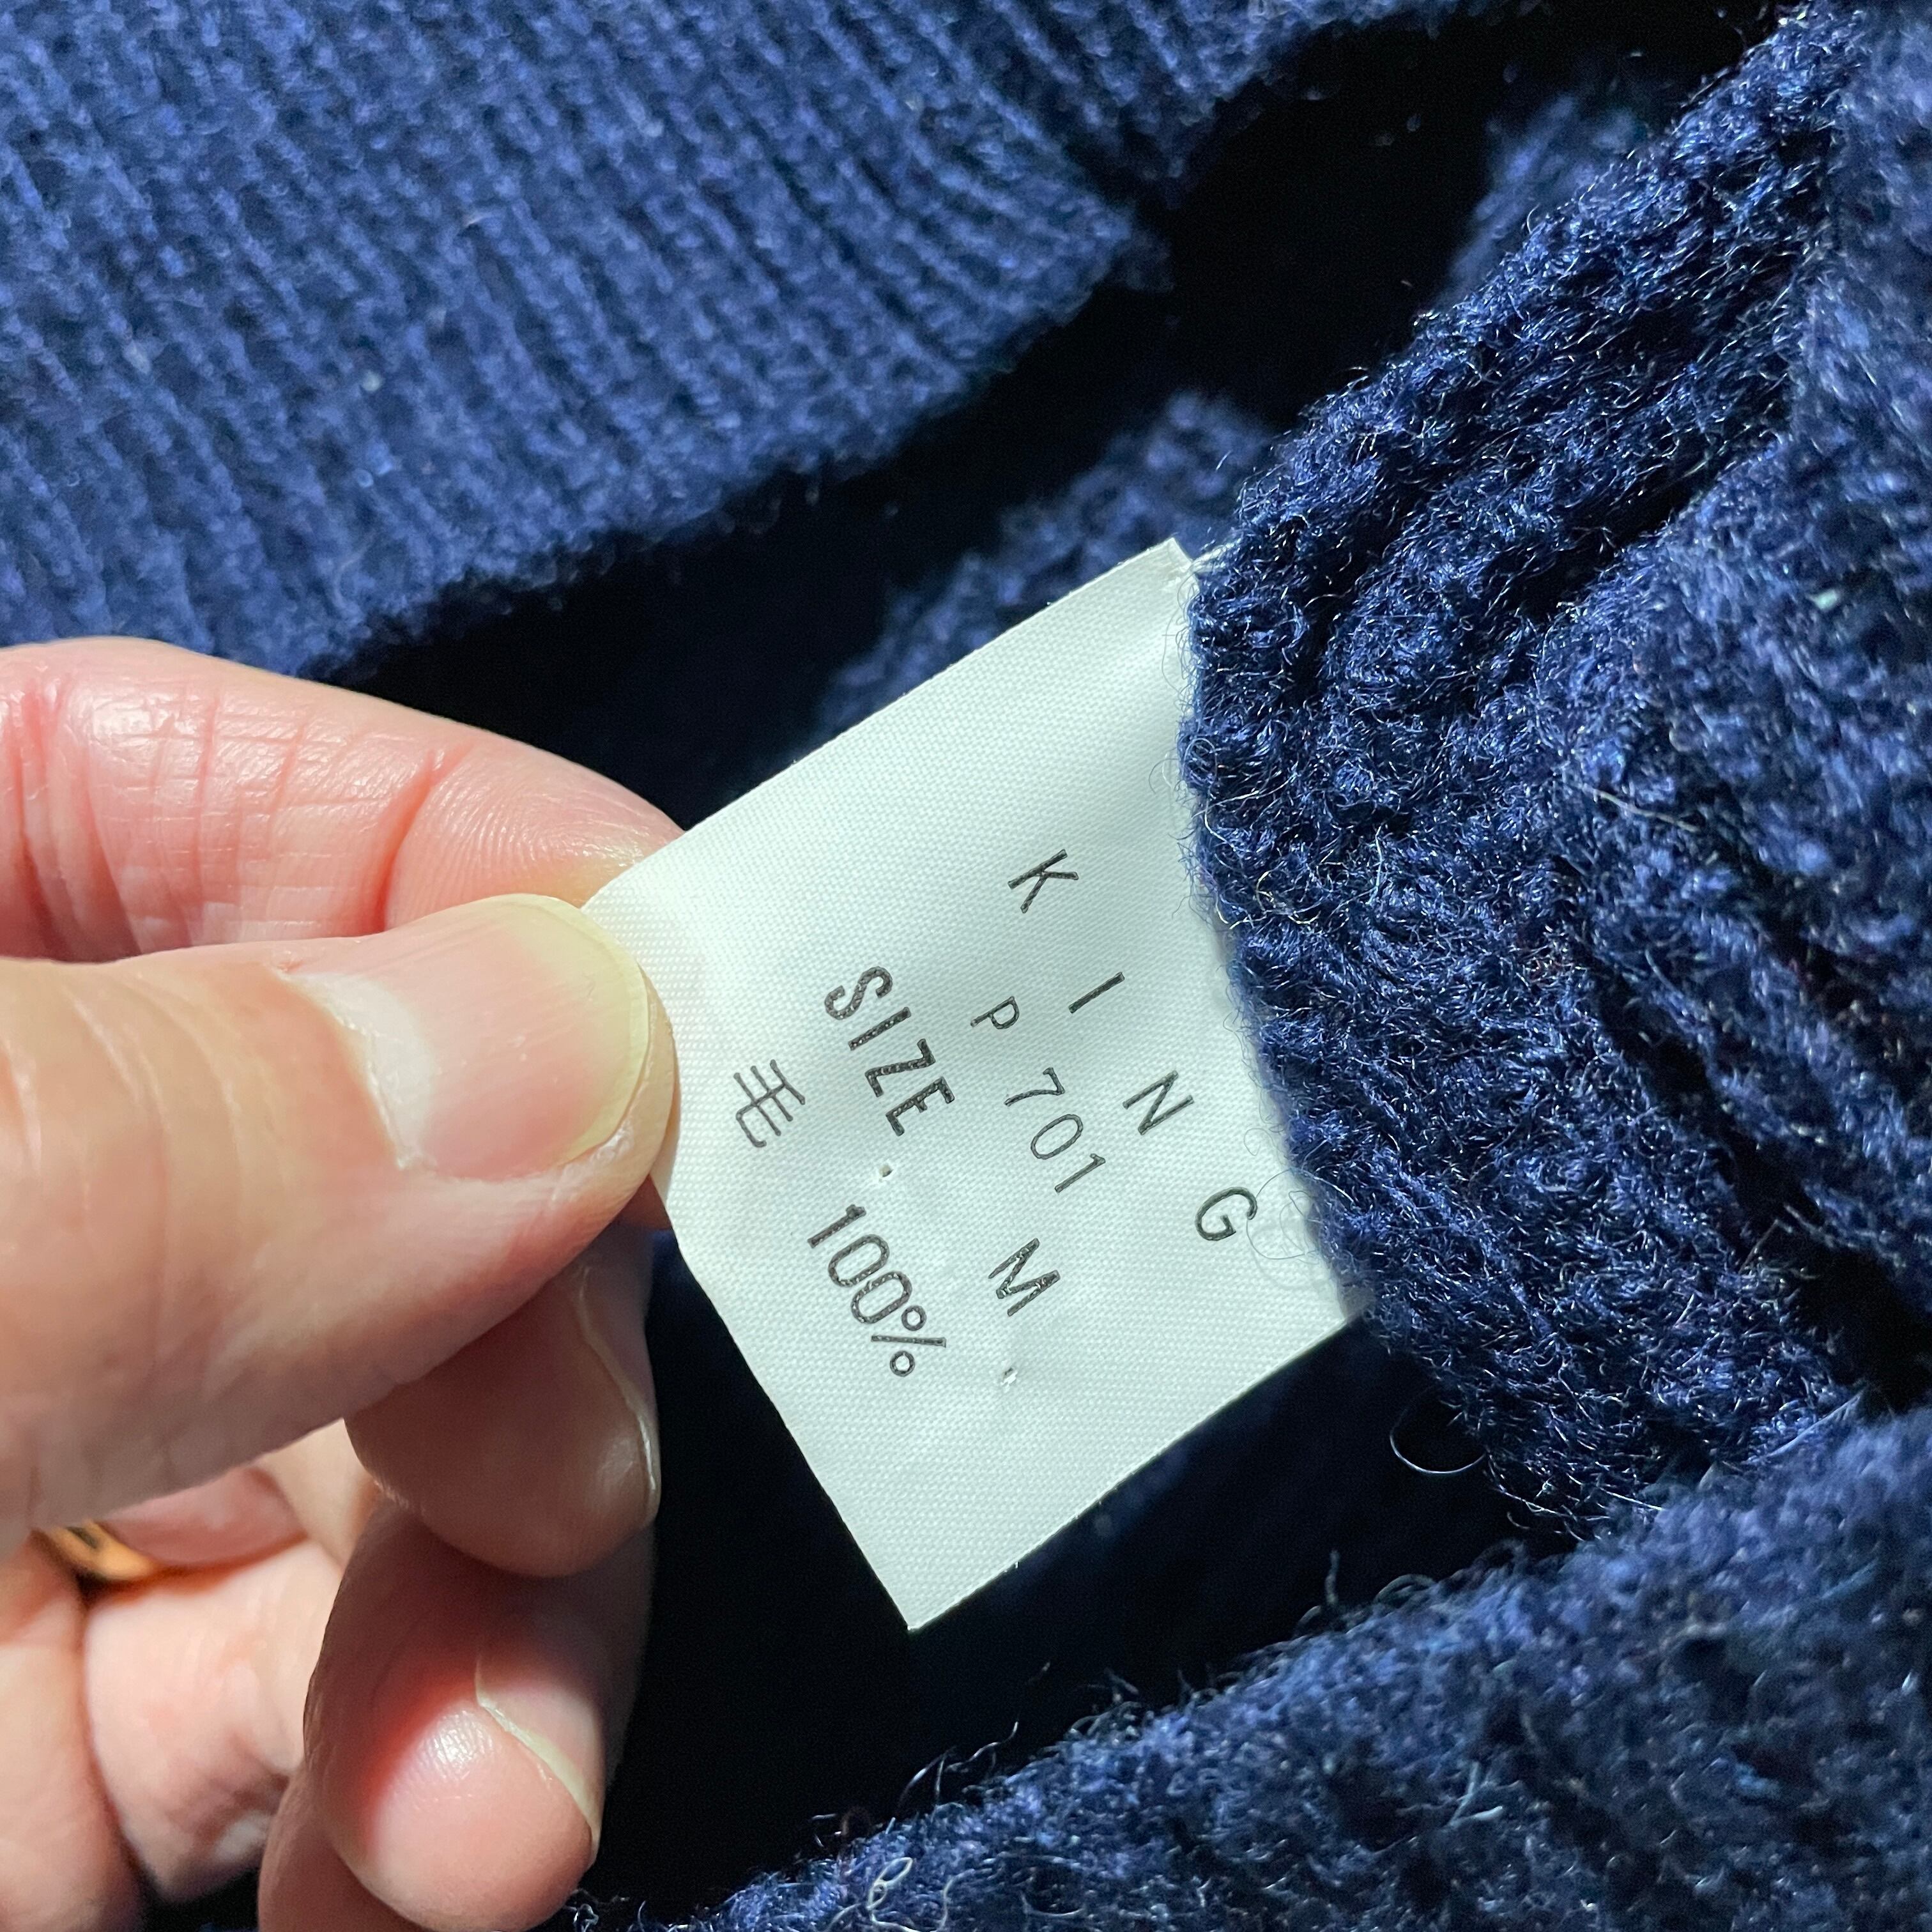 KING
P701
SIZE M
毛 100%